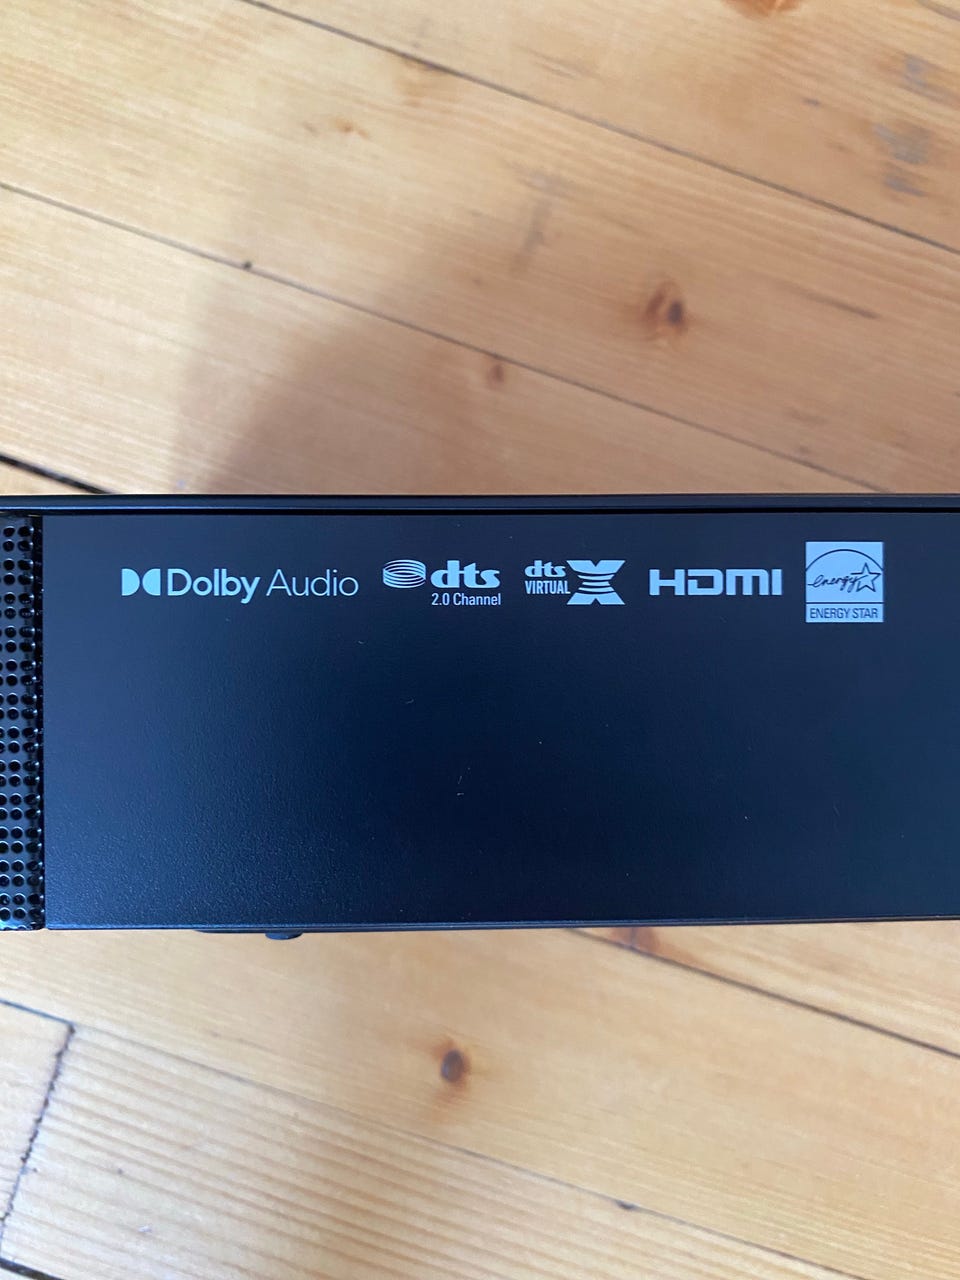 Dolby Audio
dts
2.0 Channel
dts
VIRTUAL X
HDMI
energy
ENERGY STAR